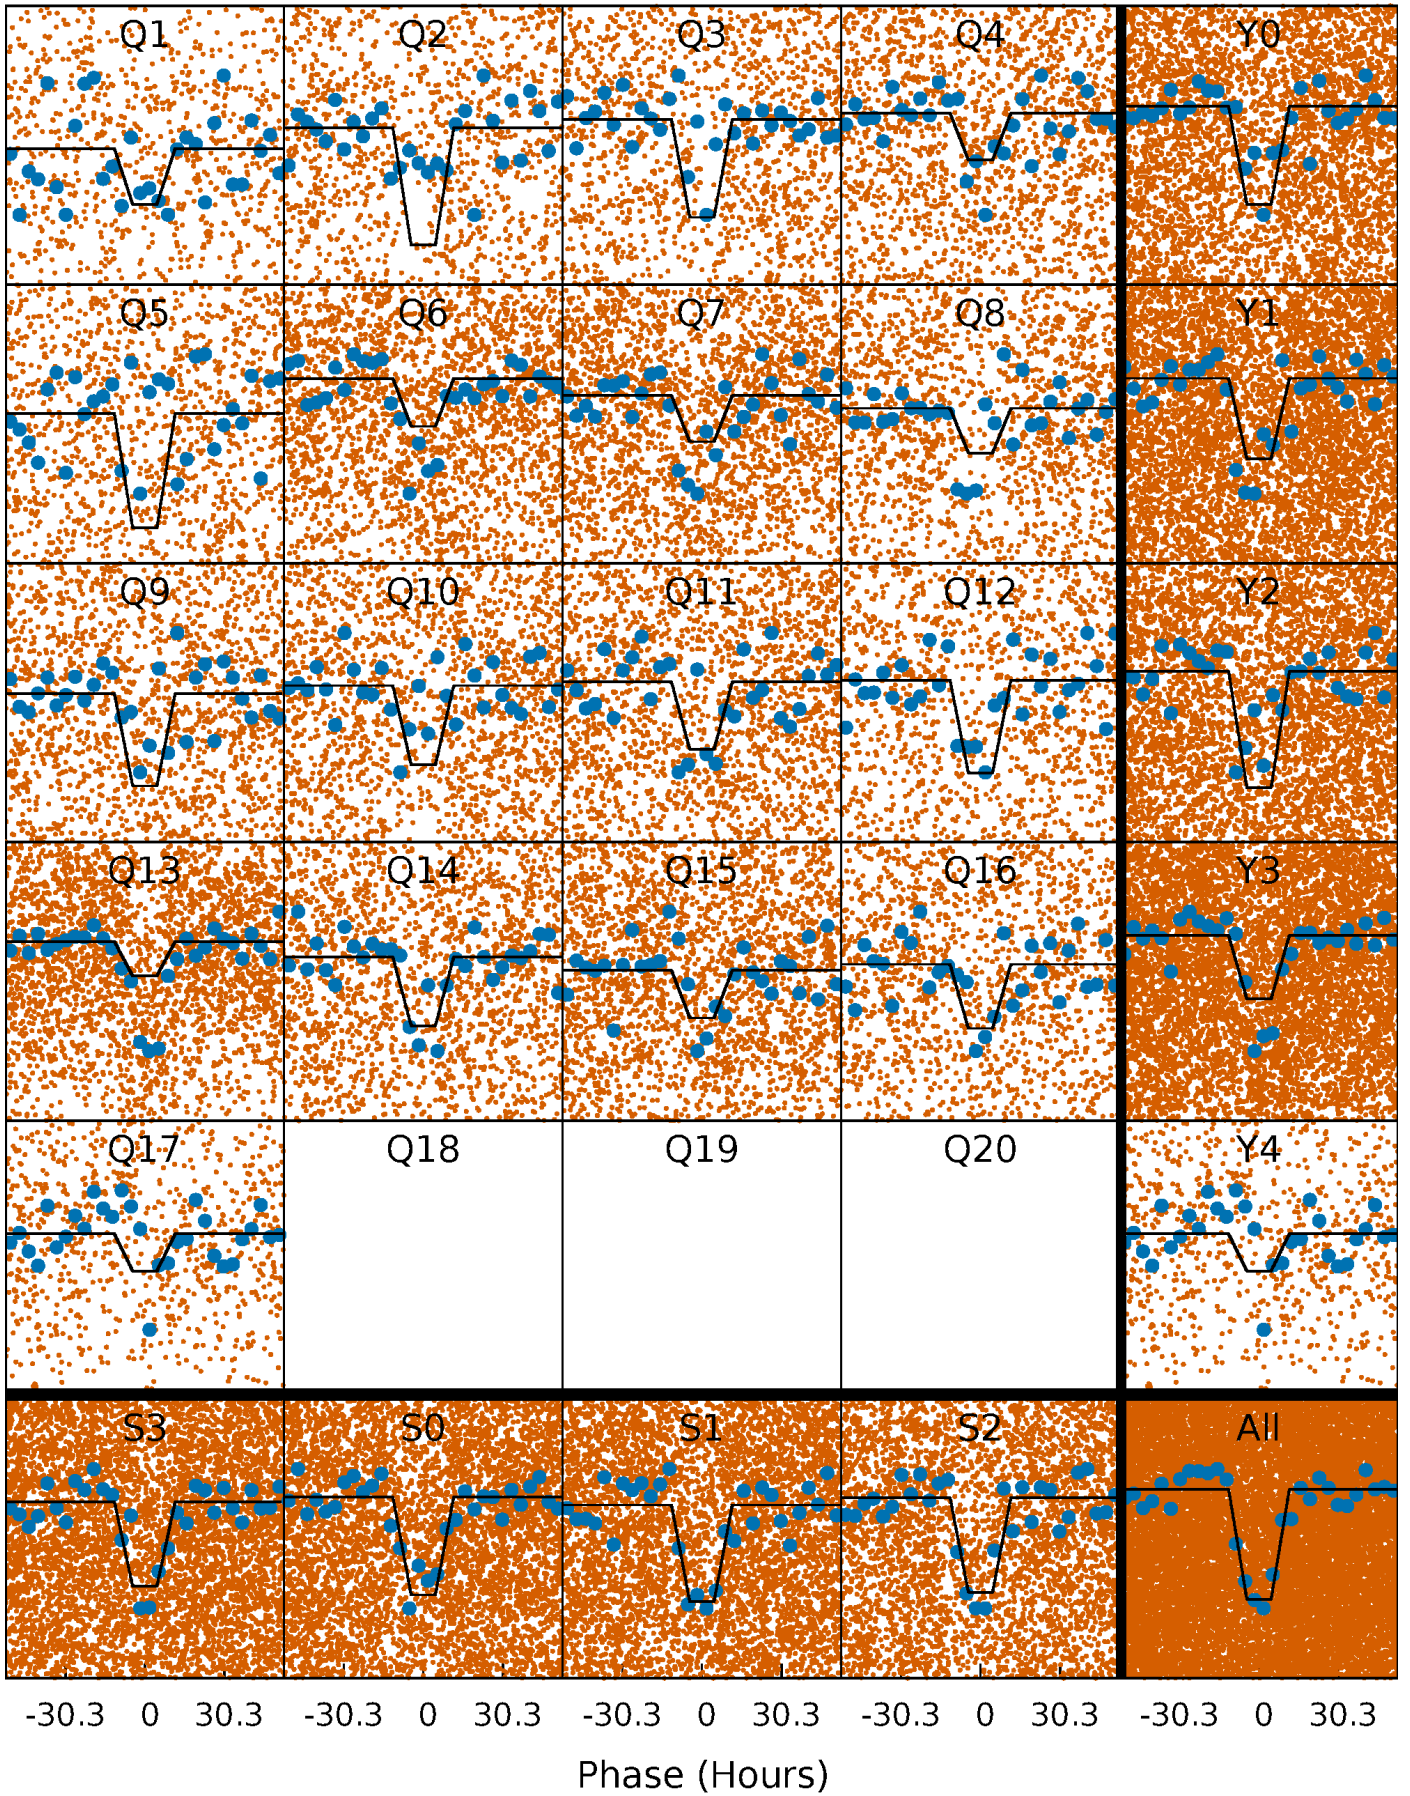 Q1 Q2 Q3 Q4 Y0
Q5 Q6 Q7 Q8 Y1
Q9 Q10 Q11 Q12 Y2
Q13 Q14 Q15 Q16 Y3
Q17 Q18 Q19 Q20 Y4
S3 S0 S1 S2 All
-30.3 0 30.3 -30.3 0 30.3 -30.3 0 30.3 -30.3 0 30.3 -30.3 0 30.3
Phase (Hours)